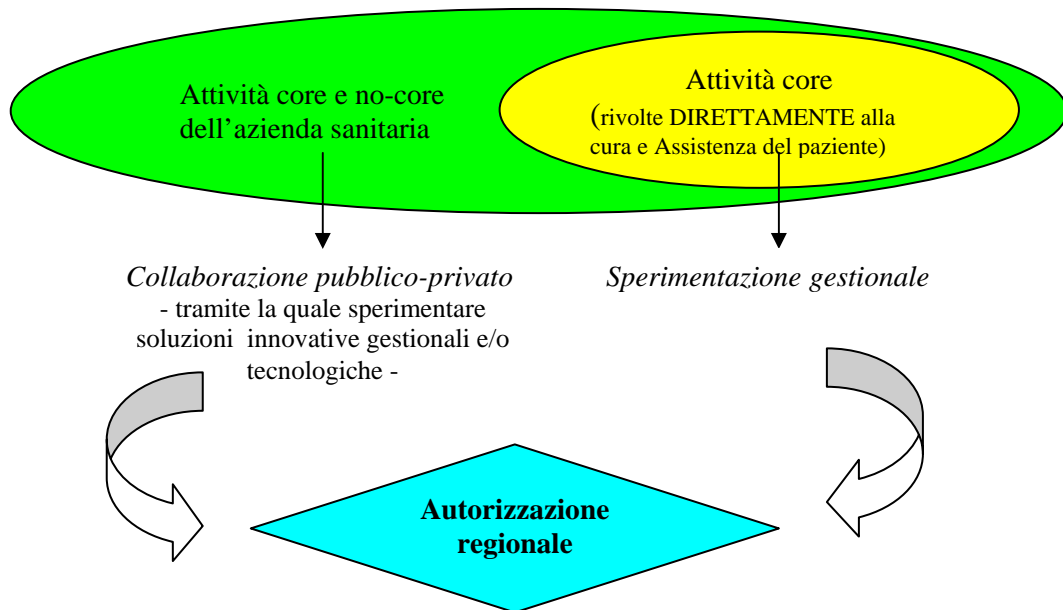 Attività core e no-core
dell'azienda sanitaria
Attività core
(rivolte DIRETTAMENTE alla
cura e Assistenza del paziente)
Collaborazione pubblico-privato
- tramite la quale sperimentare
soluzioni innovative gestionali e/o
tecnologiche -
Sperimentazione gestionale
Autorizzazione
regionale